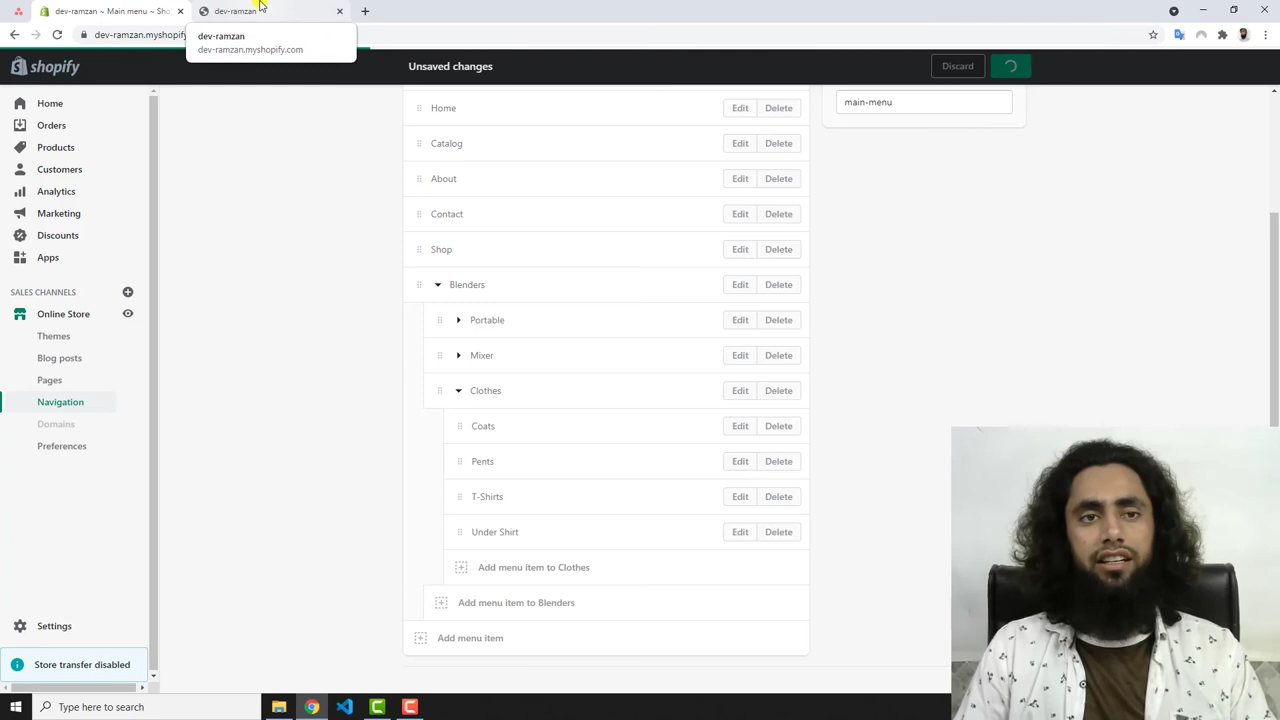 dev-ramzan ~ Main menu ~ Sho
dev-ramzan
dev-ramzan.myshopify
dev-ramzan
dev-ramzan.myshopify.com
shopify
Unsaved changes
Discard
Home
Orders
Products
Customers
Analytics
Marketing
Discounts
Apps
SALES CHANNELS
Online Store
Themes
Blog posts
Pages
Navigation
Domains
Preferences
Settings
Store transfer disabled
Home Edit Delete
Catalog Edit Delete
About Edit Delete
Contact Edit Delete
Shop Edit Delete
Blenders Edit Delete
Portable Edit Delete
Mixer Edit Delete
Clothes Edit Delete
Coats Edit Delete
Pents Edit Delete
T-Shirts Edit Delete
Under Shirt Edit Delete
Add menu item to Clothes
Add menu item to Blenders
Add menu item
main-menu
Type here to search